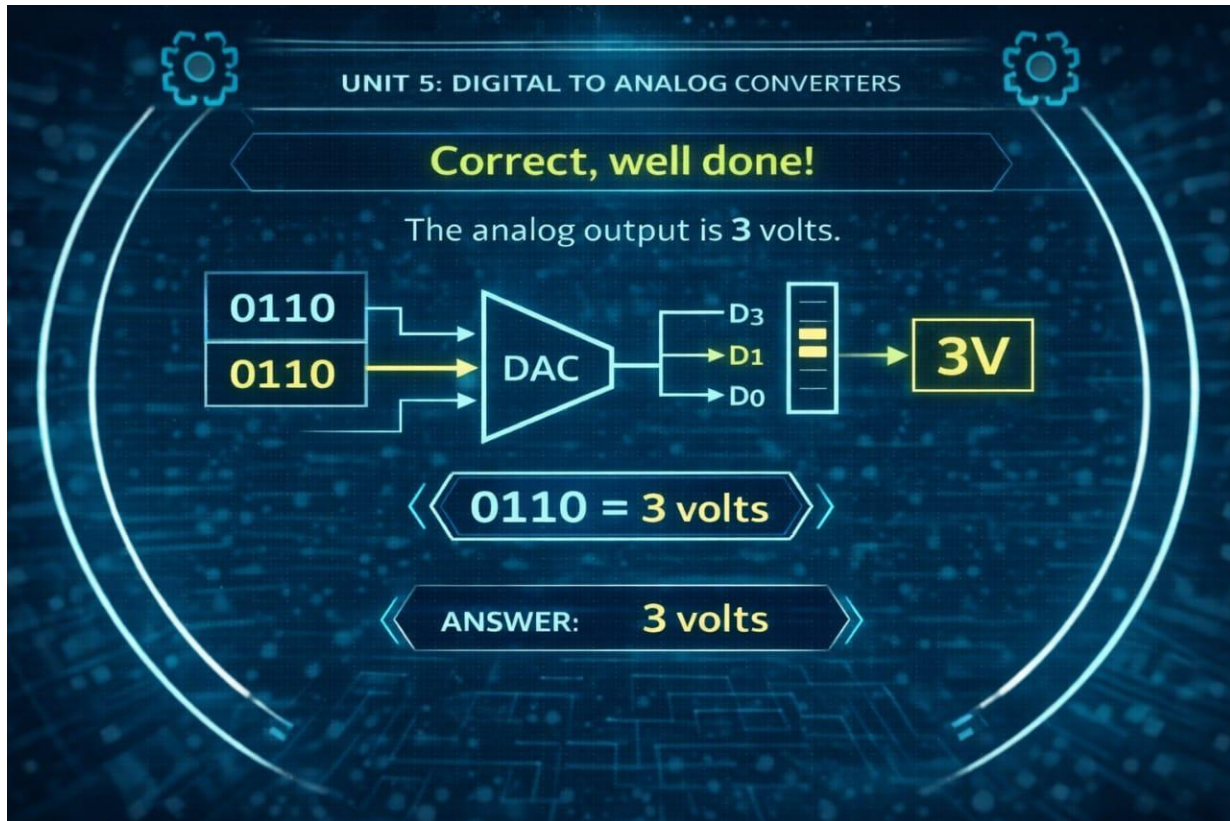 UNIT 5: DIGITAL TO ANALOG CONVERTERS
Correct, well done!
The analog output is 3 volts.
0110
0110
DAC
D3
D1
D0
3V
0110 = 3 volts
ANSWER: 3 volts